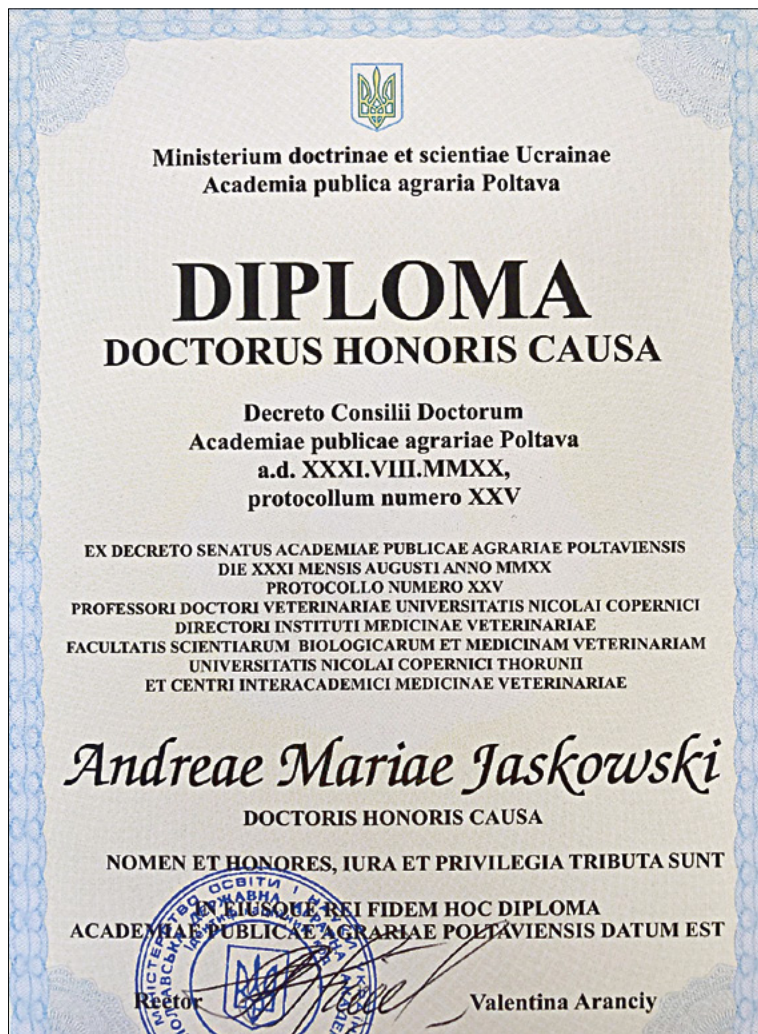 Ministerium doctrinae et scientiae Ucrainae
Academia publica agraria Poltava
DIPLOMA
DOCTORUS HONORIS CAUSA
Decreto Consilii Doctorum
Academiae publicae agrariae Poltava
a.d. XXXI.VIII.MMXX,
protocollum numero XXV
EX DECRETO SENATUS ACADEMIAE PUBLICAE AGRARIAE POLTAVIENSIS
DIE XXXI MENSIS AUGUSTI ANNO MMXX
PROTOCOLLO NUMERO XXV
PROFESSORI DOCTORI VETERINARIAE UNIVERSITATIS NICOLAI COPERNICI
DIRECTORI INSTITUTI MEDICINAE VETERINARIAE
FACULTATIS SCIENTIARUM BIOLOGICARUM ET MEDICINAM VETERINARIAM
UNIVERSITATIS NICOLAI COPERNICI THORUNII
ET CENTRI INTERACADEMICI MEDICINAE VETERINARIAE
Andreae Mariae Jaskowski
DOCTORIS HONORIS CAUSA
NOMEN ET HONORES, IURA ET PRIVILEGIA TRIBUTA SUNT
IN EIUSQUE REI FIDEM HOC DIPLOMA
ACADEMIAE PUBLICAE AGRARIAE POLTAVIENSIS DATUM EST
Rector Valentina Aranciy
МІНІСТЕРСТВО ОСВІТИ І НАУКИ
ДЕРЖАВНА АГРАРНА